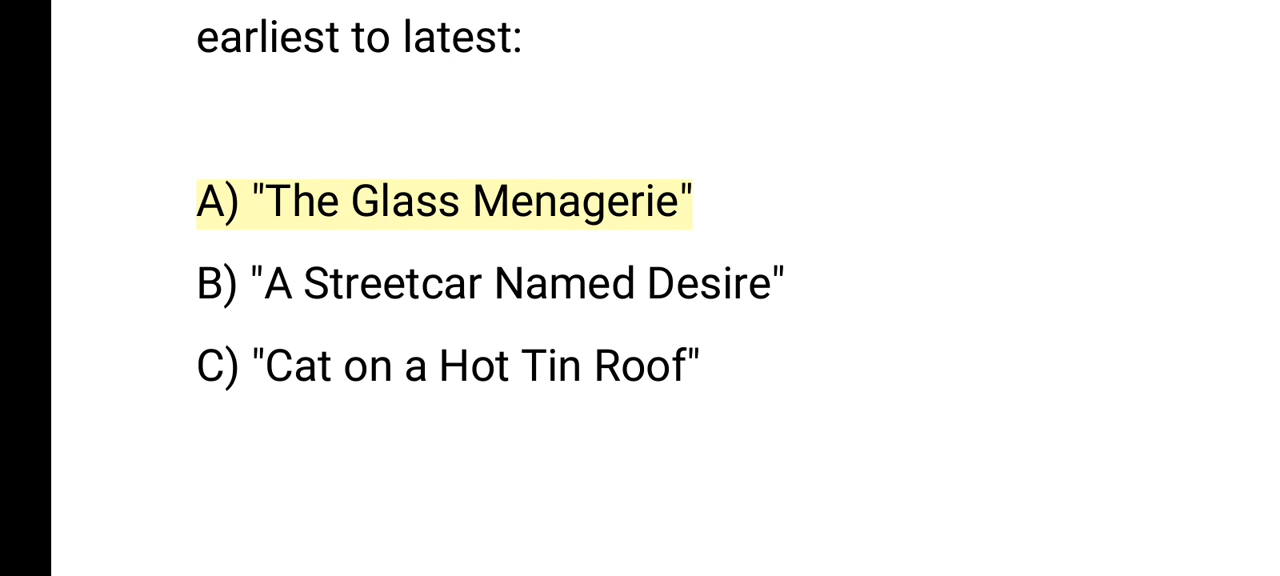 earliest to latest:
A) "The Glass Menagerie"
B) "A Streetcar Named Desire"
C) "Cat on a Hot Tin Roof"